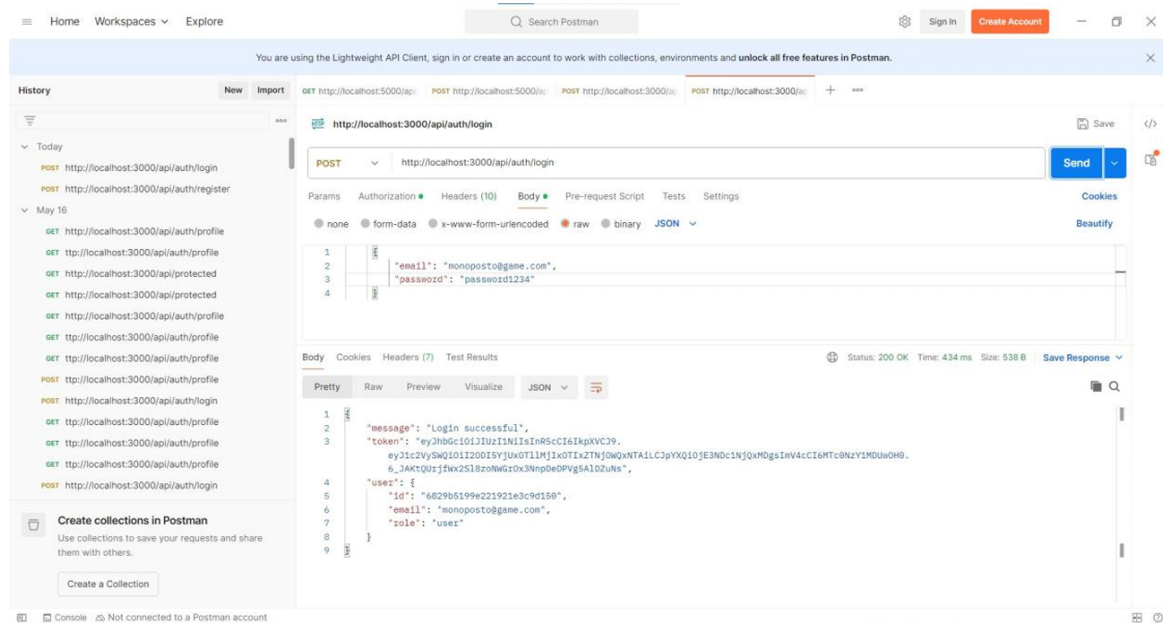 Home Workspaces Explore Search Postman Sign In Create Account
You are using the Lightweight API Client, sign in or create an account to work with collections, environments and unlock all free features in Postman.
History New Import
GET http://localhost:5000/api POST http://localhost:5000/ap POST http://localhost:3000/ap POST http://localhost:3000/ap
HTTP http://localhost:3000/api/auth/login Save
Today
POST http://localhost:3000/api/auth/login
POST http://localhost:3000/api/auth/register
May 16
GET http://localhost:3000/api/auth/profile
GET ttp://localhost:3000/api/auth/profile
GET http://localhost:3000/api/protected
GET http://localhost:3000/api/protected
GET http://localhost:3000/api/auth/profile
GET ttp://localhost:3000/api/auth/profile
GET ttp://localhost:3000/api/auth/profile
POST ttp://localhost:3000/api/auth/profile
POST http://localhost:3000/api/auth/login
GET ttp://localhost:3000/api/auth/profile
GET ttp://localhost:3000/api/auth/profile
GET ttp://localhost:3000/api/auth/profile
POST http://localhost:3000/api/auth/login
Create collections in Postman
Use collections to save your requests and share
them with others.
Create a Collection
POST http://localhost:3000/api/auth/login Send
Params Authorization Headers (10) Body Pre-request Script Tests Settings Cookies
none form-data x-www-form-urlencoded raw binary JSON Beautify
1 {
2 "email": "monoposto@game.com",
3 "password": "password1234"
4 }
Body Cookies Headers (7) Test Results Status: 200 OK Time: 434 ms Size: 538 B Save Response
Pretty Raw Preview Visualize JSON
1 {
2 "message": "Login successful",
3 "token": "eyJhbGciOiJIUzI1NiIsInR5cCI6IkpXVCJ9.
4 "user": {
5 "id": "6829b5199e221921e3c9d150",
6 "email": "monoposto@game.com",
7 "role": "user"
8 }
9 }
Console Not connected to a Postman account